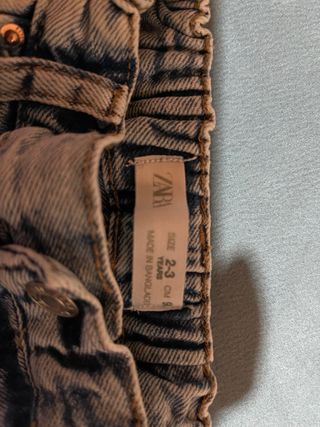 ZARA
SIZE 2-3 CM
YEARS
MADE IN BANGLADESH